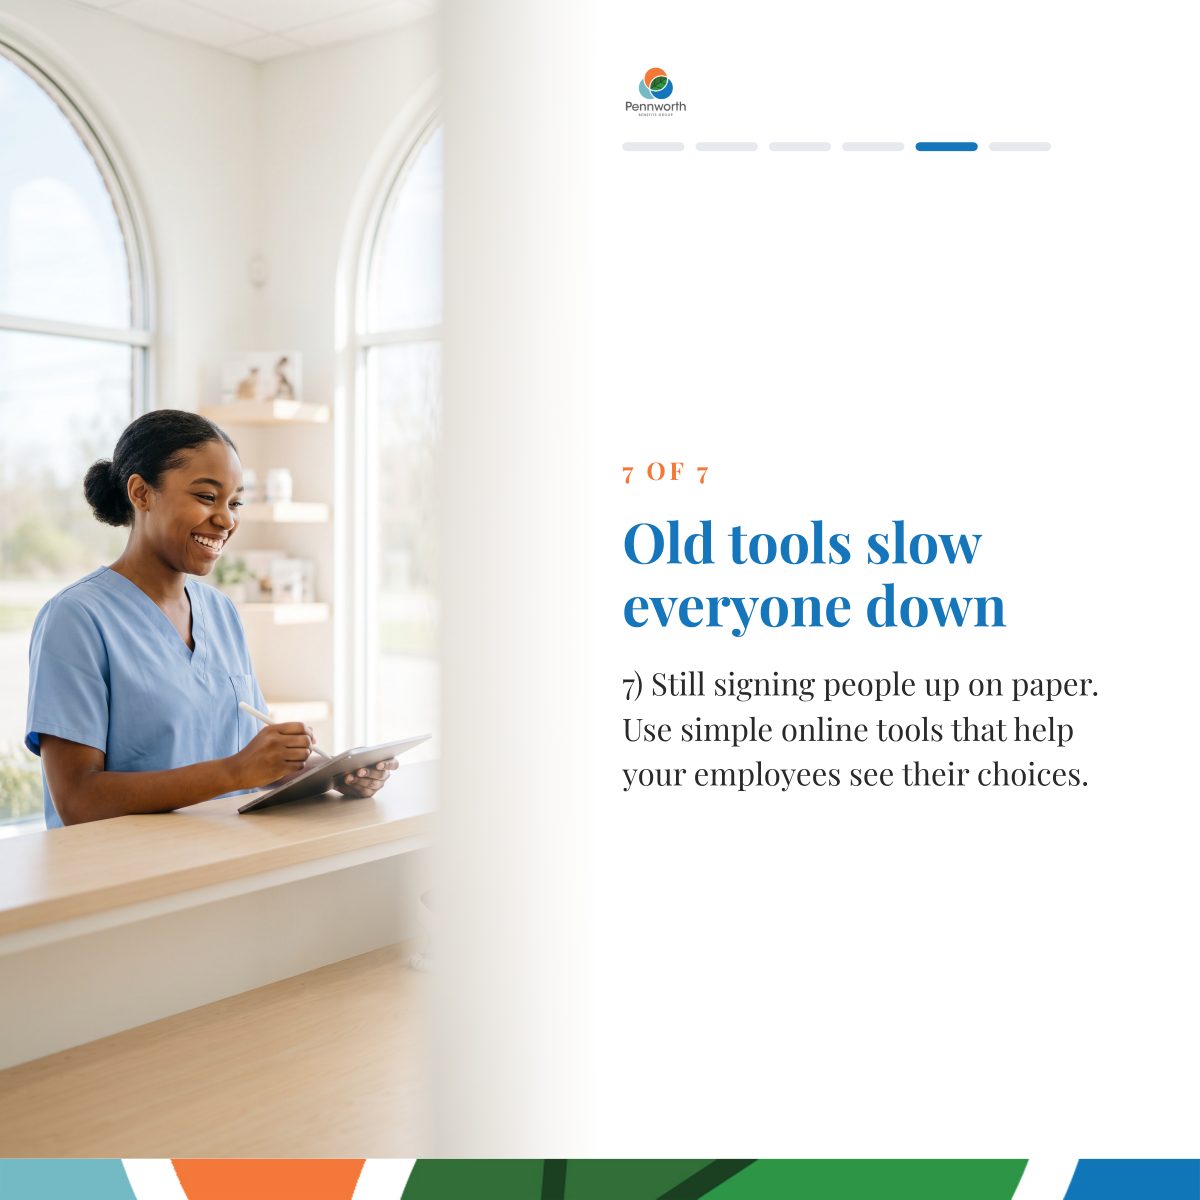 Pennworth
BENEFITS GROUP
7 OF 7
Old tools slow
everyone down
7) Still signing people up on paper.
Use simple online tools that help
your employees see their choices.